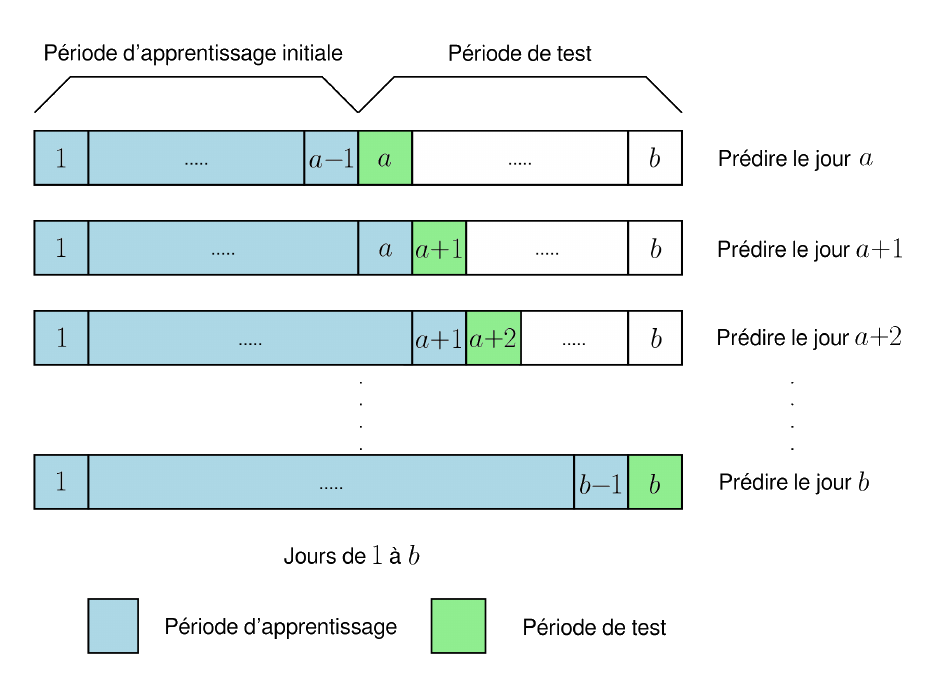 Période d'apprentissage initiale Période de test
1 ..... a−1 a ..... b Prédire le jour a
1 ..... a a+1 ..... b Prédire le jour a+1
1 ..... a+1 a+2 ..... b Prédire le jour a+2
1 ..... b−1 b Prédire le jour b
Jours de 1 à b
Période d'apprentissage Période de test